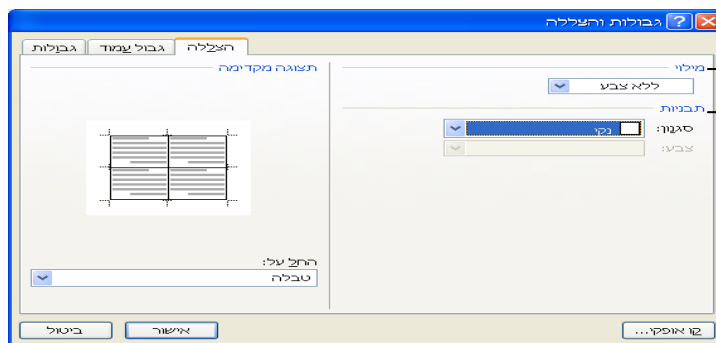 גבולות והצללה
גבולות
גבול עמוד
הצללה
מילוי
ללא צבע
תבניות
סגנון:
נקי
צבע:
תצוגה מקדימה
החל על:
טבלה
קו אופקי...
אישור
ביטול